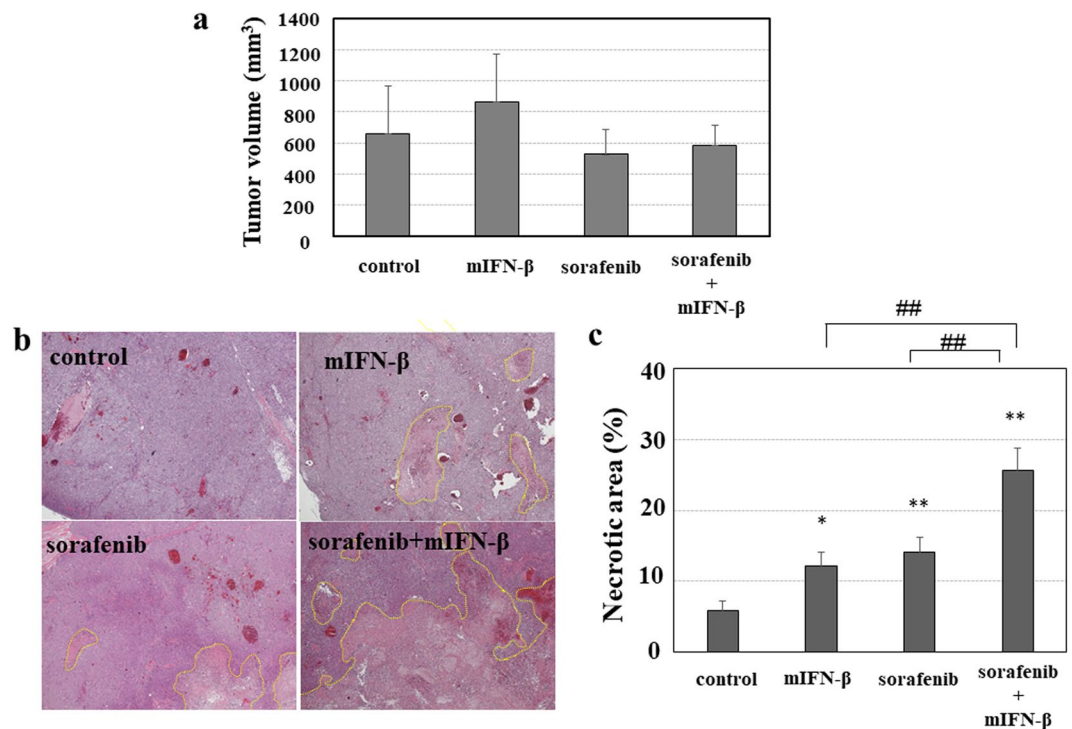 a
Tumor volume (mm³)
1400
1200
1000
800
600
400
200
0
control
mIFN-β
sorafenib
sorafenib
+
mIFN-β
b
control
mIFN-β
sorafenib
sorafenib+mIFN-β
c
##
##
Necrotic area (%)
40
30
20
10
0
*
**
**
control
mIFN-β
sorafenib
sorafenib
+
mIFN-β